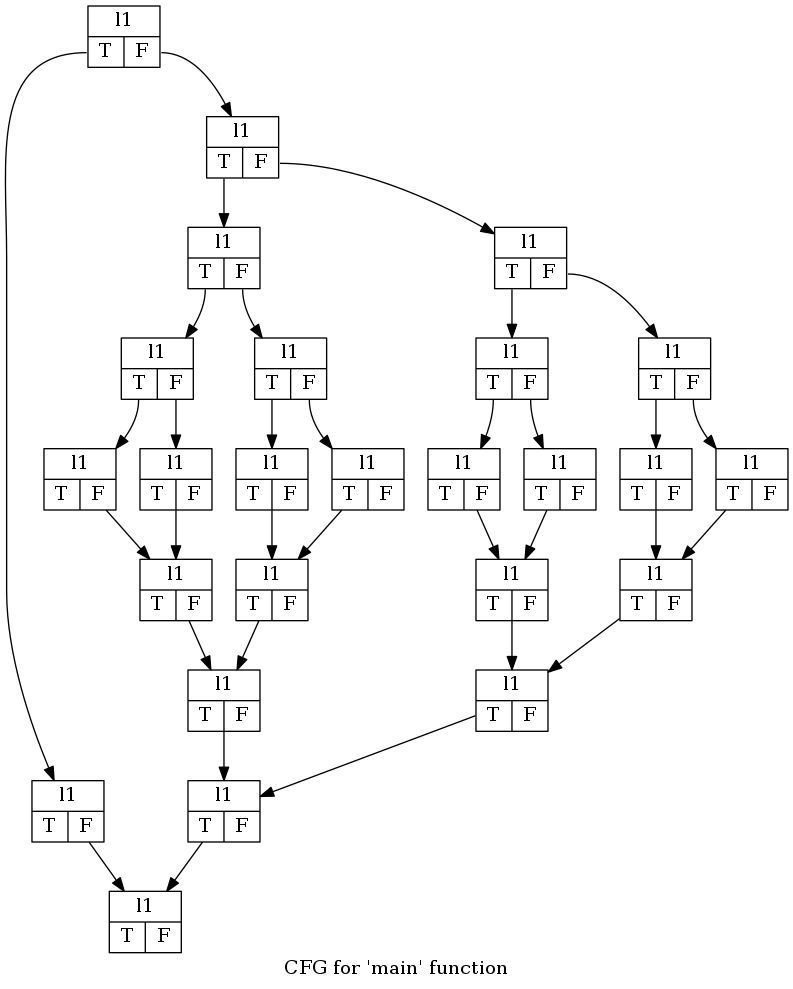 l1
T F
l1
T F
l1 l1
T F T F
l1 l1 l1 l1
T F T F T F T F
l1 l1 l1 l1 l1 l1 l1 l1
T F T F T F T F T F T F T F T F
l1 l1 l1 l1
T F T F T F T F
l1 l1
T F T F
l1 l1
T F T F
l1
T F
CFG for 'main' function